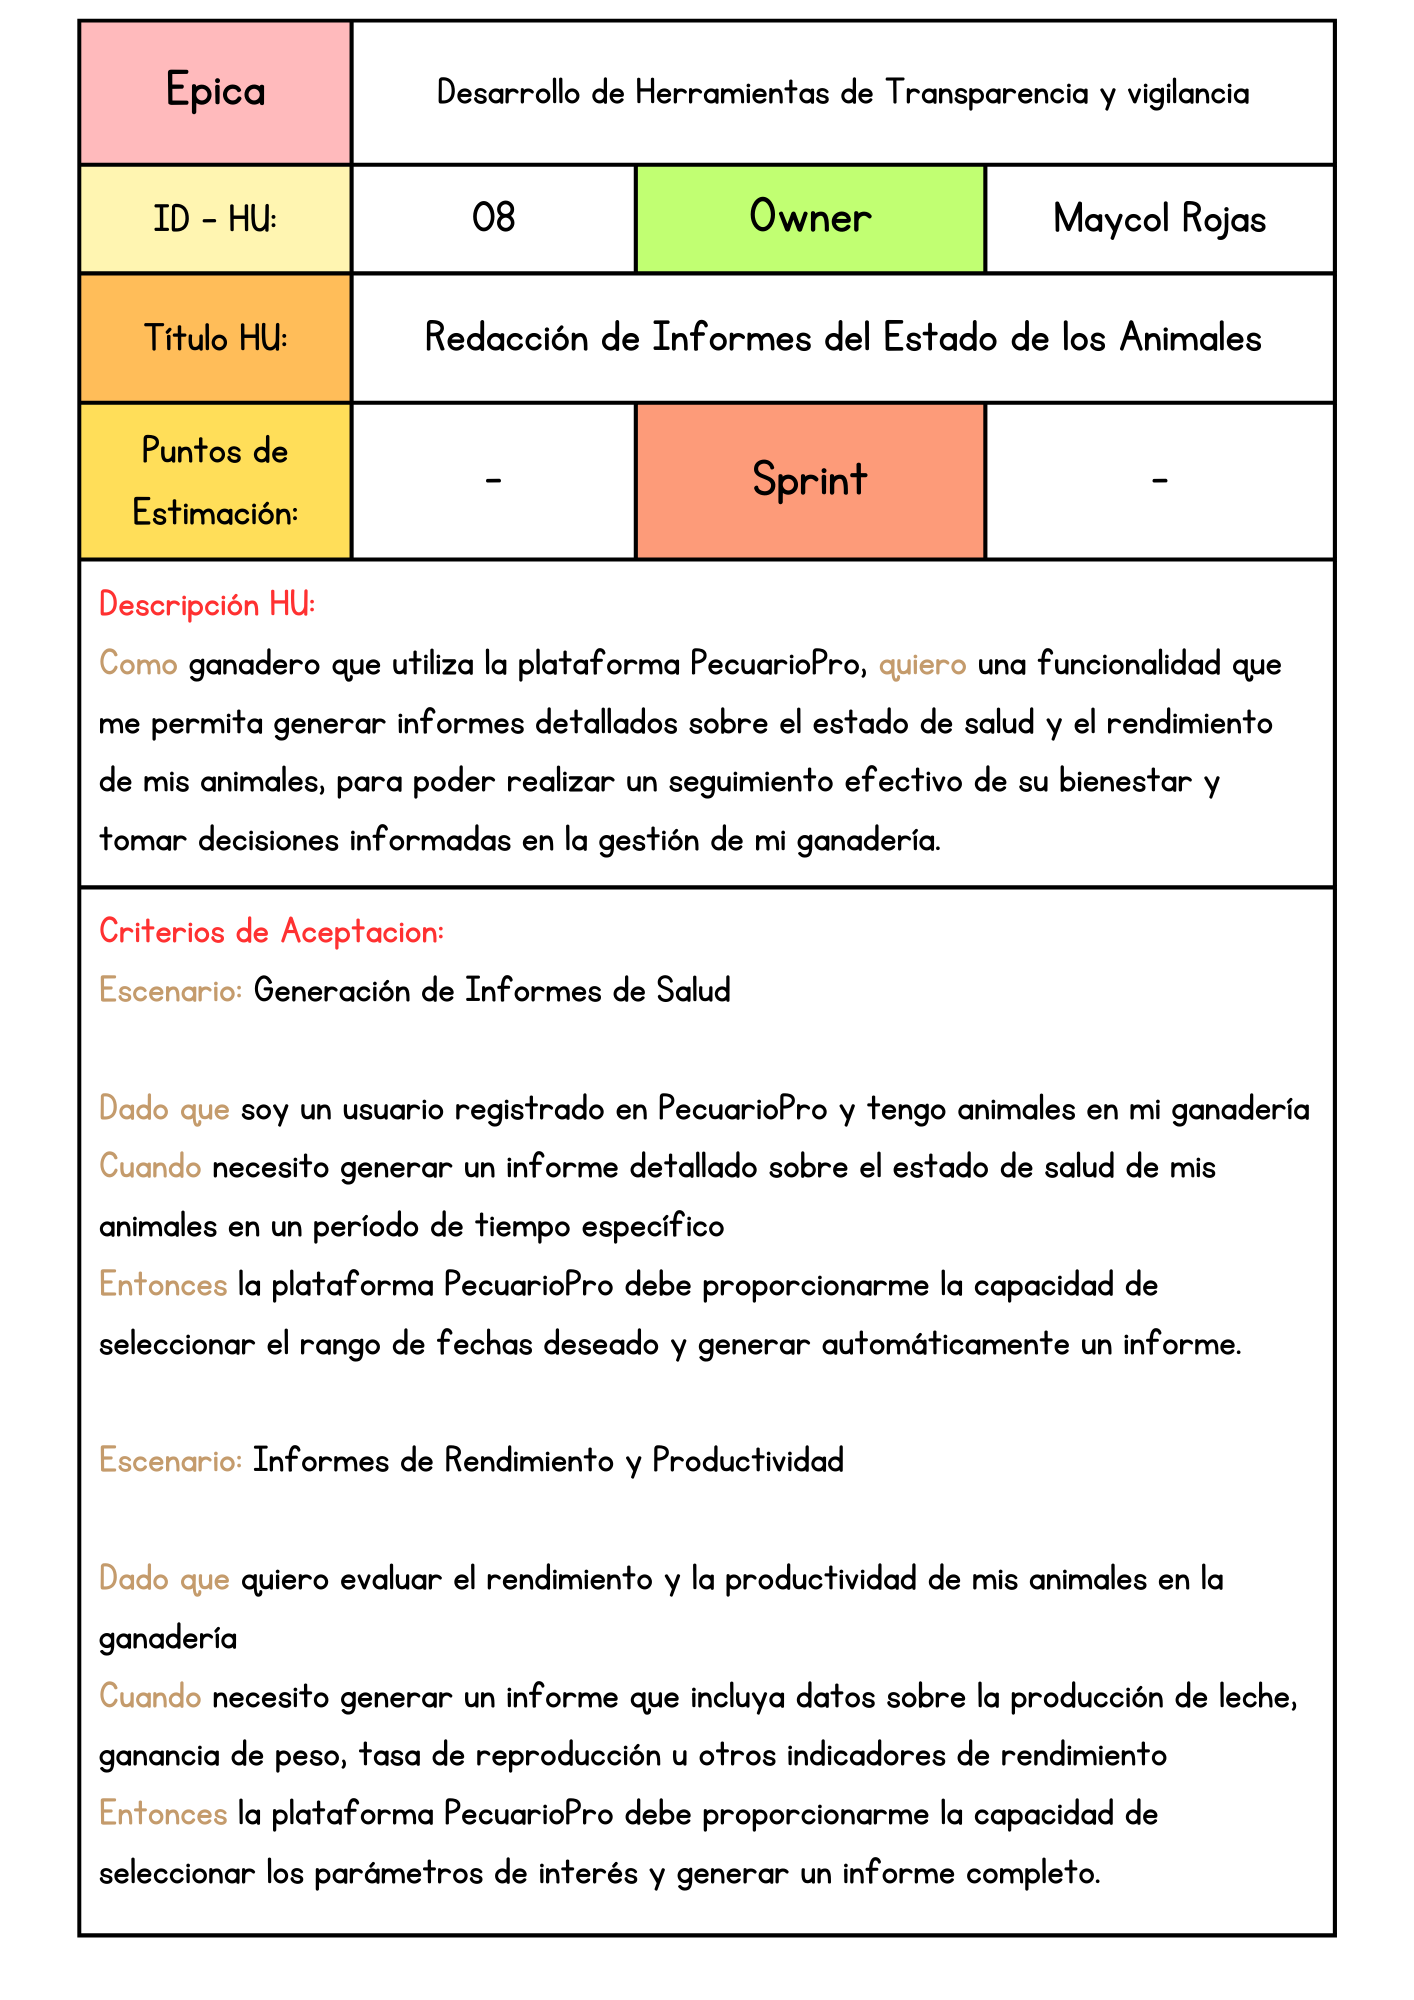 Epica
Desarrollo de Herramientas de Transparencia y vigilancia
ID - HU:
08
Owner
Maycol Rojas
Título HU:
Redacción de Informes del Estado de los Animales
Puntos de
Estimación:
-
Sprint
-
Descripción HU:
Como ganadero que utiliza la plataforma PecuarioPro, quiero una funcionalidad que
me permita generar informes detallados sobre el estado de salud y el rendimiento
de mis animales, para poder realizar un seguimiento efectivo de su bienestar y
tomar decisiones informadas en la gestión de mi ganadería.
Criterios de Aceptacion:
Escenario: Generación de Informes de Salud
Dado que soy un usuario registrado en PecuarioPro y tengo animales en mi ganadería
Cuando necesito generar un informe detallado sobre el estado de salud de mis
animales en un período de tiempo específico
Entonces la plataforma PecuarioPro debe proporcionarme la capacidad de
seleccionar el rango de fechas deseado y generar automáticamente un informe.
Escenario: Informes de Rendimiento y Productividad
Dado que quiero evaluar el rendimiento y la productividad de mis animales en la
ganadería
Cuando necesito generar un informe que incluya datos sobre la producción de leche,
ganancia de peso, tasa de reproducción u otros indicadores de rendimiento
Entonces la plataforma PecuarioPro debe proporcionarme la capacidad de
seleccionar los parámetros de interés y generar un informe completo.